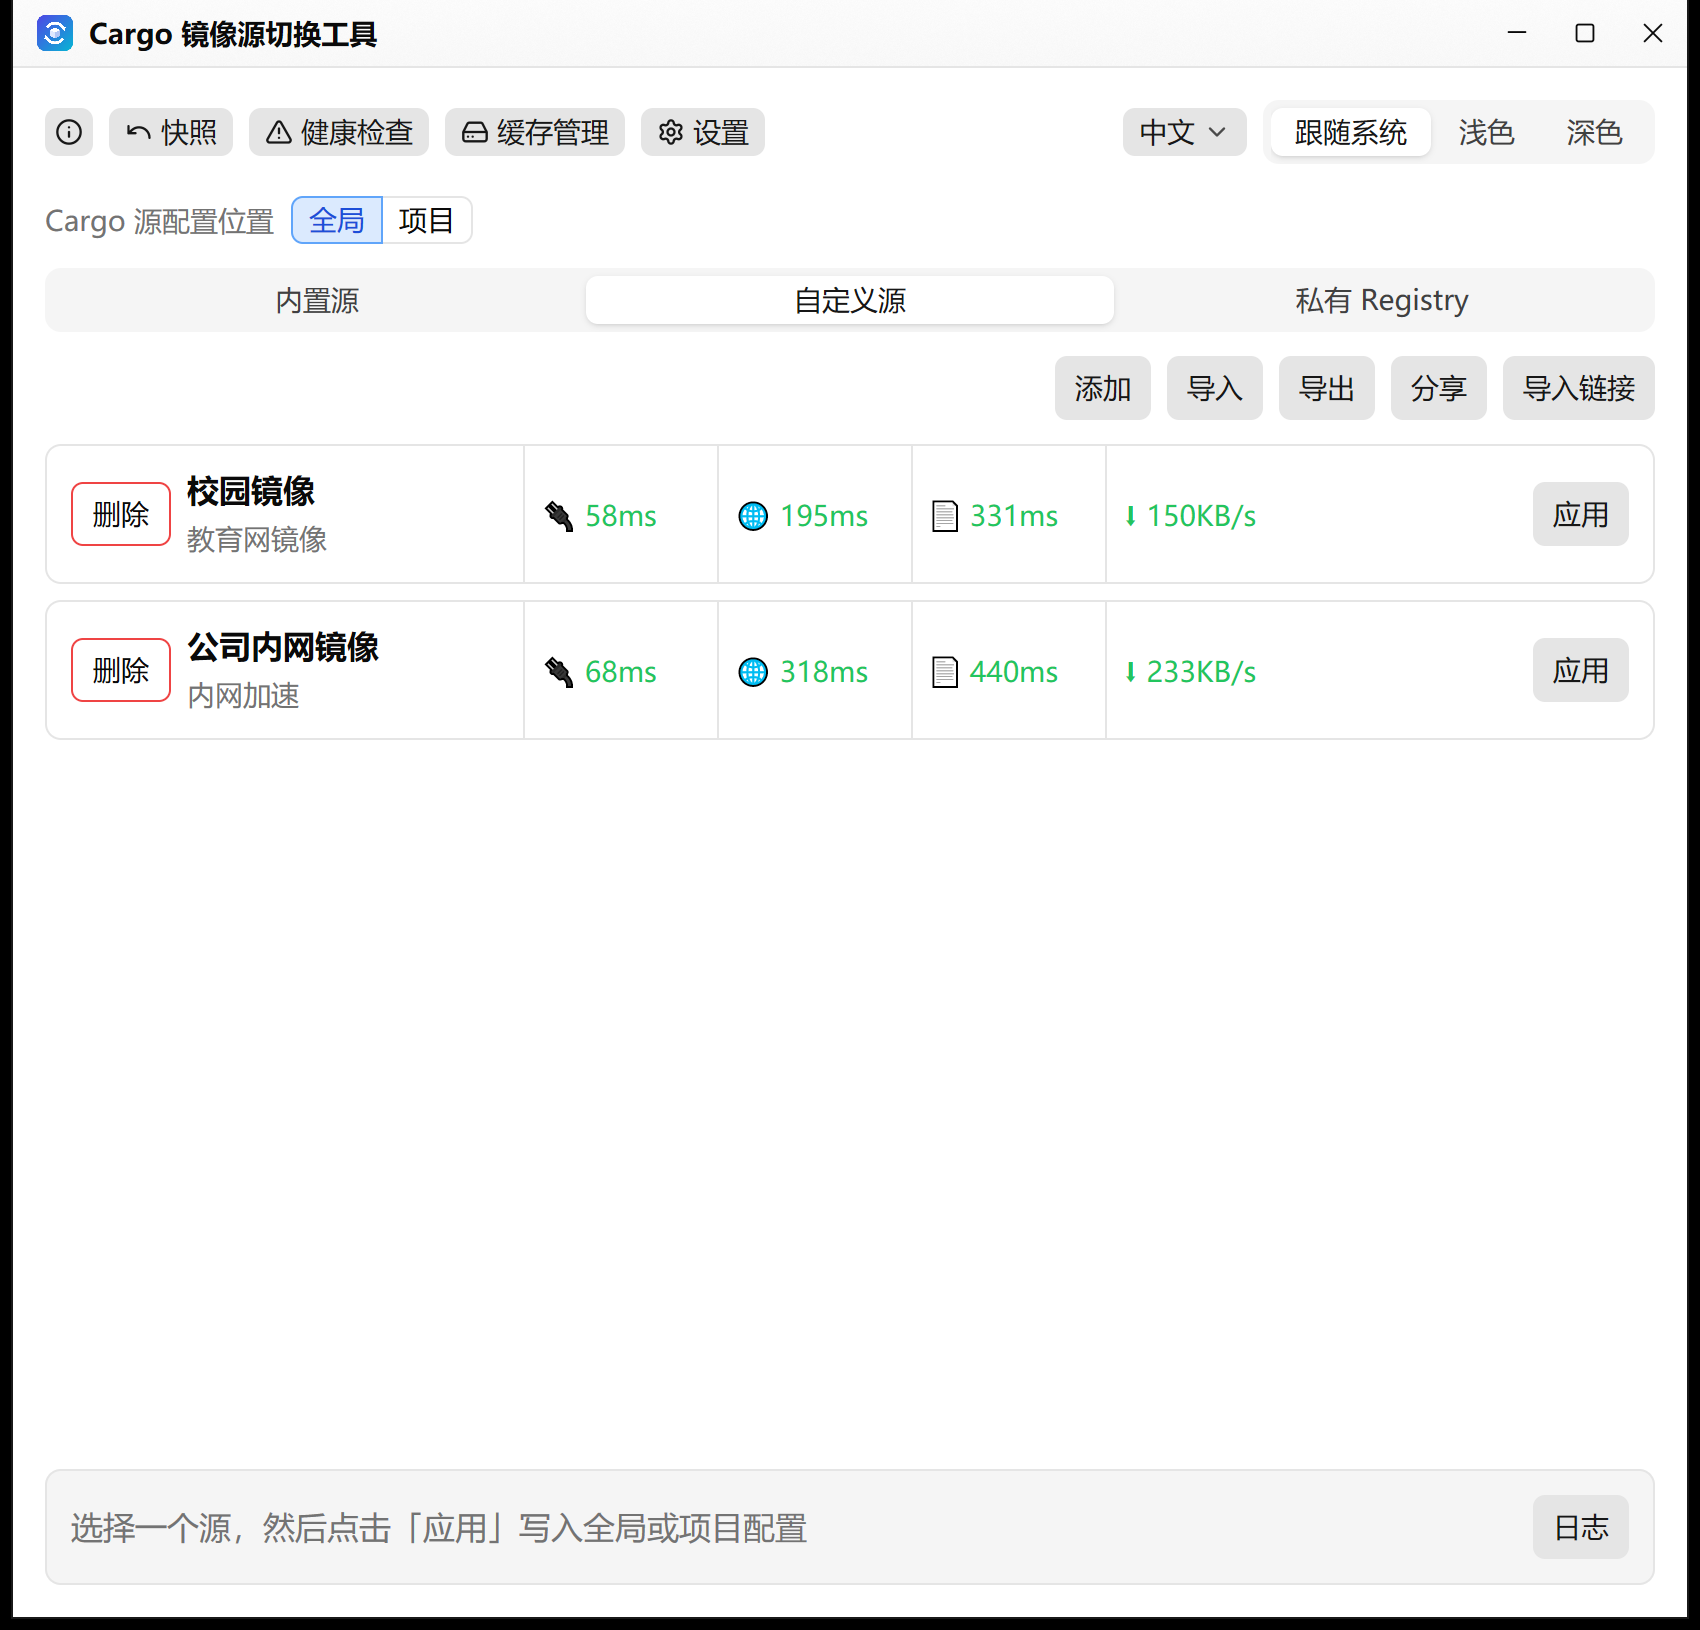 Cargo 镜像源切换工具
快照 健康检查 缓存管理 设置 中文 跟随系统 浅色 深色
Cargo 源配置位置 全局 项目
内置源 自定义源 私有 Registry
添加 导入 导出 分享 导入链接
删除 校园镜像 58ms 195ms 331ms 150KB/s 应用
教育网镜像
删除 公司内网镜像 68ms 318ms 440ms 233KB/s 应用
内网加速
选择一个源，然后点击「应用」写入全局或项目配置 日志